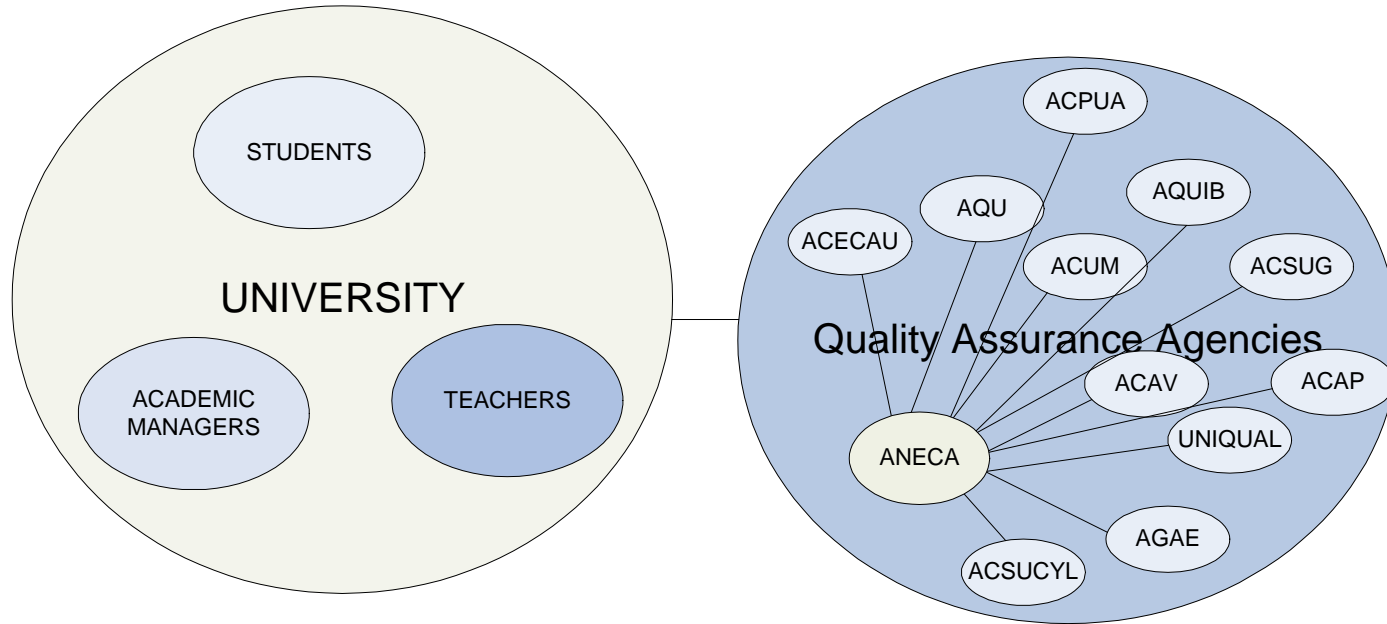 STUDENTS
UNIVERSITY
ACADEMIC
MANAGERS
TEACHERS
ACPUA
AQUIB
AQU
ACECAU
ACUM
ACSUG
Quality Assurance Agencies
ACAV
ACAP
UNIQUAL
ANECA
AGAE
ACSUCYL